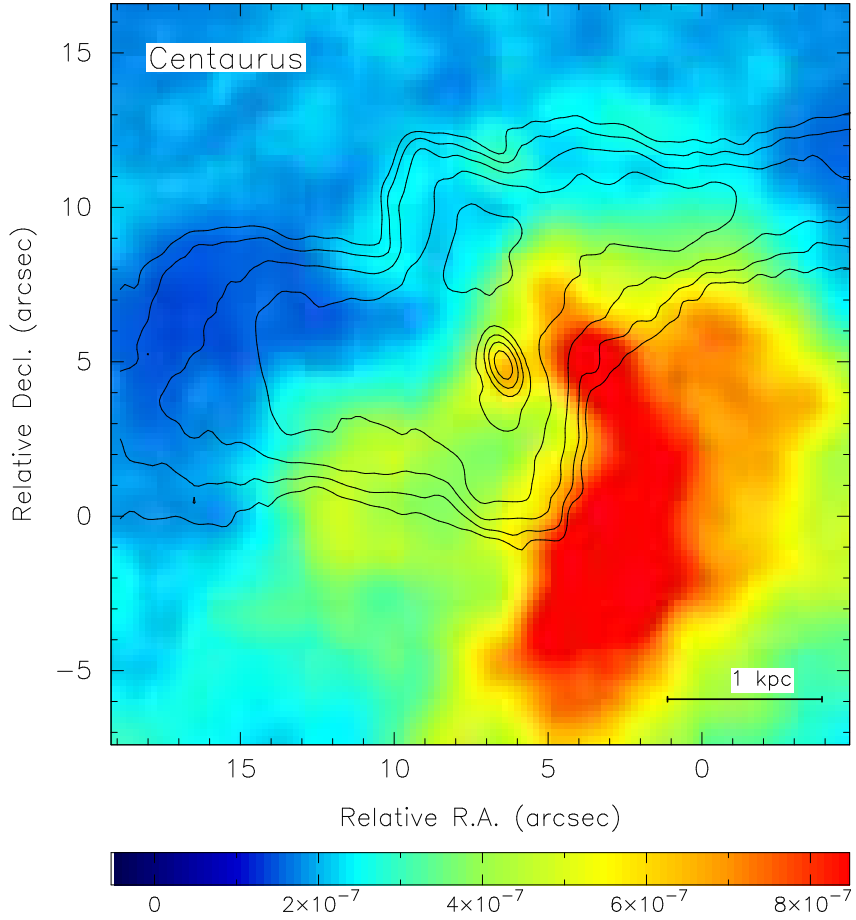 Centaurus
15
10
5
0
−5
Relative Decl. (arcsec)
1 kpc
15 10 5 0
Relative R.A. (arcsec)
0 2×10⁻⁷ 4×10⁻⁷ 6×10⁻⁷ 8×10⁻⁷